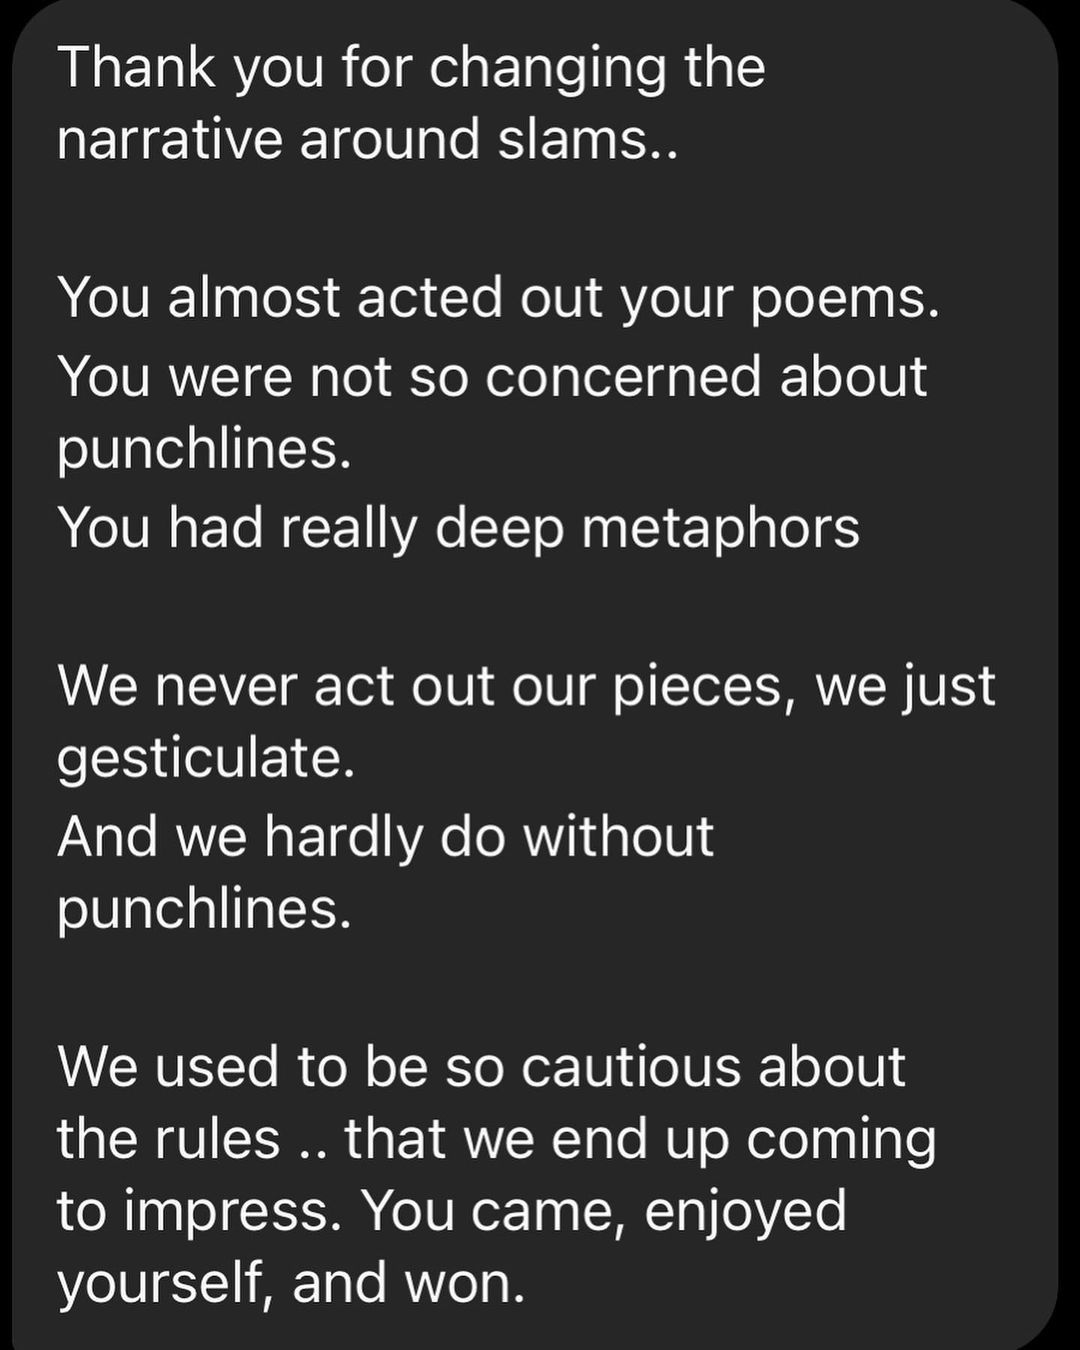 Thank you for changing the
narrative around slams..
You almost acted out your poems.
You were not so concerned about
punchlines.
You had really deep metaphors
We never act out our pieces, we just
gesticulate.
And we hardly do without
punchlines.
We used to be so cautious about
the rules .. that we end up coming
to impress. You came, enjoyed
yourself, and won.